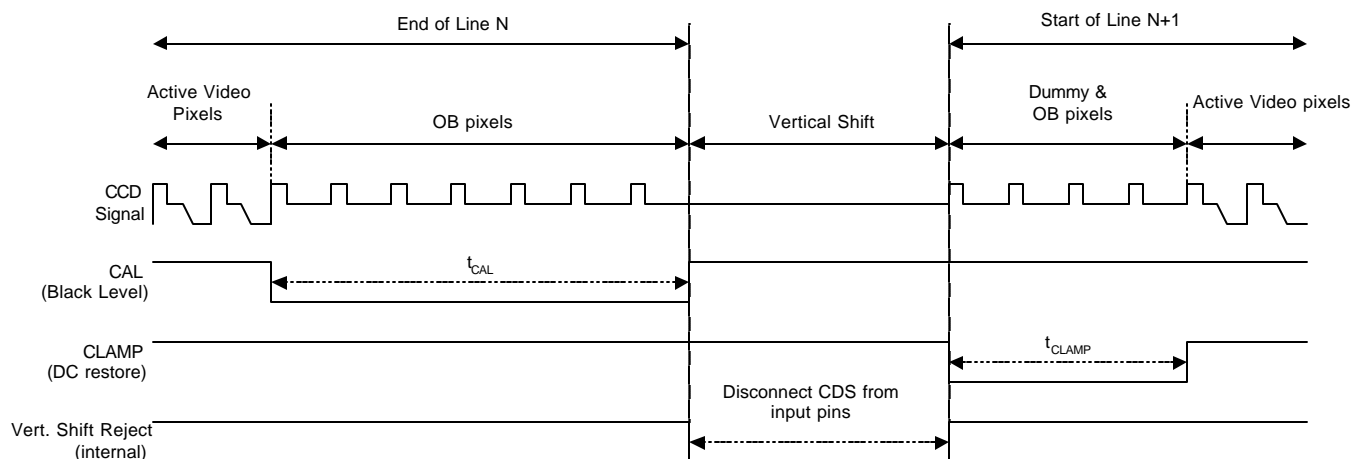 End of Line N
Start of Line N+1
Active Video
Pixels
OB pixels
Vertical Shift
Dummy &
OB pixels
Active Video pixels
CCD
Signal
CAL
(Black Level)
tCAL
CLAMP
(DC restore)
tCLAMP
Disconnect CDS from
input pins
Vert. Shift Reject
(internal)